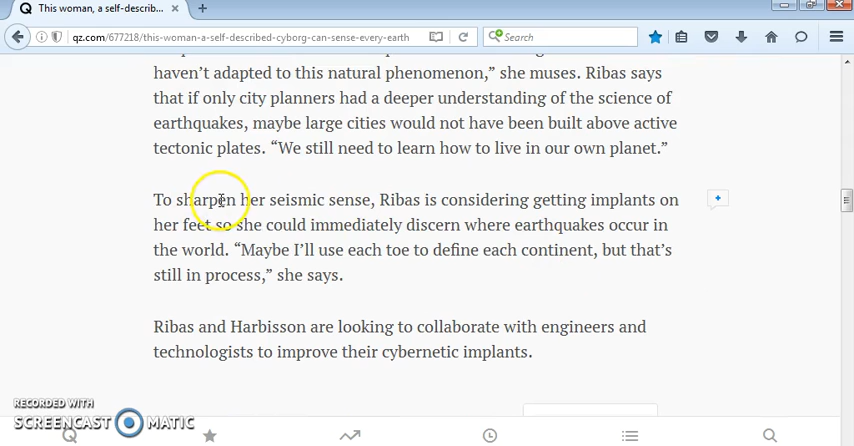 This woman, a self-describ...
qz.com/677218/this-woman-a-self-described-cyborg-can-sense-every-earth
Search
haven’t adapted to this natural phenomenon,” she muses. Ribas says
that if only city planners had a deeper understanding of the science of
earthquakes, maybe large cities would not have been built above active
tectonic plates. “We still need to learn how to live in our own planet.”
To sharpen her seismic sense, Ribas is considering getting implants on
her feet so she could immediately discern where earthquakes occur in
the world. “Maybe I’ll use each toe to define each continent, but that’s
still in process,” she says.
Ribas and Harbisson are looking to collaborate with engineers and
technologists to improve their cybernetic implants.
RECORDED WITH
SCREENCAST MATIC